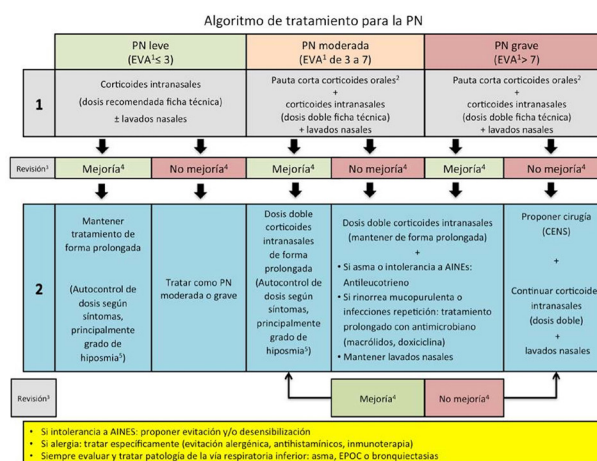 Algoritmo de tratamiento para la PN
PN leve
(EVA¹≤ 3)
PN moderada
(EVA¹ de 3 a 7)
PN grave
(EVA¹> 7)
1
Corticoides intranasales
(dosis recomendada ficha técnica)
± lavados nasales
Pauta corta corticoides orales²
+
corticoides intranasales
(dosis doble ficha técnica)
+ lavados nasales
Pauta corta corticoides orales²
+
corticoides intranasales
(dosis doble ficha técnica)
+ lavados nasales
Revisión³
Mejoría⁴
No mejoría⁴
Mejoría⁴
No mejoría⁴
Mejoría⁴
No mejoría⁴
2
Mantener
tratamiento de
forma prolongada
(Autocontrol de
dosis según
síntomas,
principalmente
grado de
hiposmia⁵)
Tratar como PN
moderada o grave
Dosis doble
corticoides
intranasales
de forma
prolongada
(Autocontrol de
dosis según
síntomas,
principalmente
grado de
hiposmia⁵)
Dosis doble corticoides intranasales
(mantener de forma prolongada)
+
• Si asma o intolerancia a AINEs:
Antileucotrieno
• Si rinorrea mucopurulenta o
infecciones repetición: tratamiento
prolongado con antimicrobiano
(macrólidos, doxiciclina)
• Mantener lavados nasales
Proponer cirugía
(CENS)
+
Continuar corticoides
intranasales
(dosis doble)
+
lavados nasales
Revisión³
Mejoría⁴
No mejoría⁴
• Si intolerancia a AINES: proponer evitación y/o desensibilización
• Si alergia: tratar específicamente (evitación alergénica, antihistamínicos, inmunoterapia)
• Siempre evaluar y tratar patología de la vía respiratoria inferior: asma, EPOC o bronquiectasias